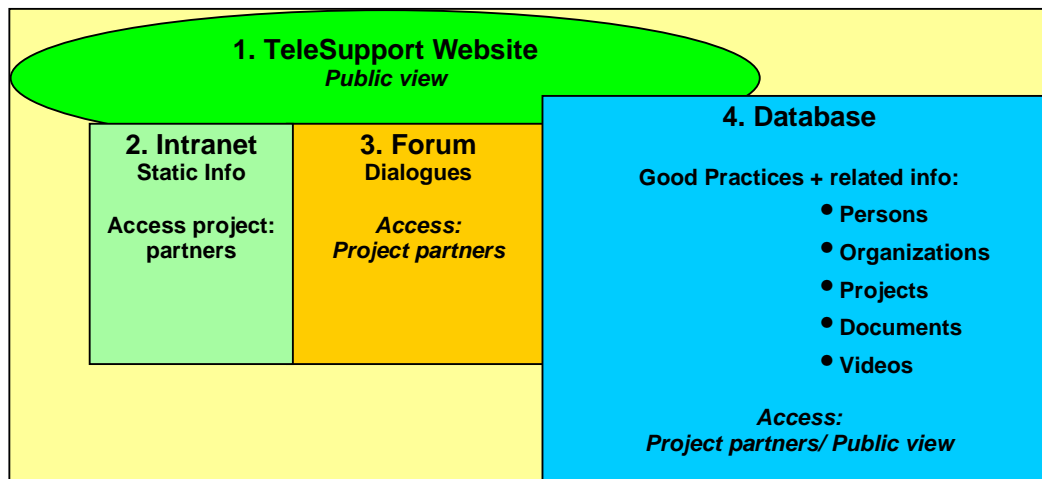 1. TeleSupport Website
Public view
2. Intranet
Static Info
Access project:
partners
3. Forum
Dialogues
Access:
Project partners
4. Database
Good Practices + related info:
• Persons
• Organizations
• Projects
• Documents
• Videos
Access:
Project partners/ Public view